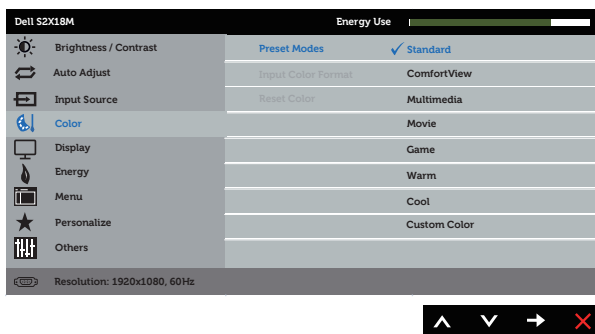 Dell S2X18M Energy Use
Brightness / Contrast Preset Modes Standard
Auto Adjust Input Color Format ComfortView
Input Source Reset Color Multimedia
Color Movie
Display Game
Energy Warm
Menu Cool
Personalize Custom Color
Others
Resolution: 1920x1080, 60Hz